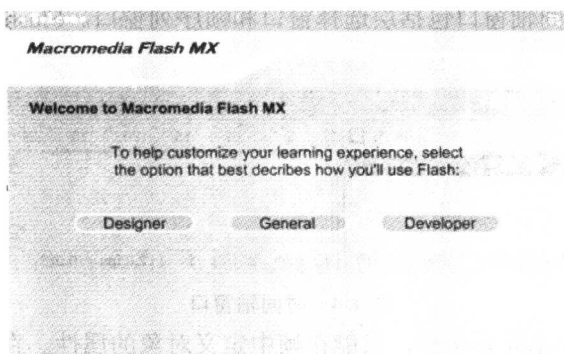 Macromedia Flash MX
Welcome to Macromedia Flash MX
To help customize your learning experience, select
the option that best decribes how you'll use Flash:
Designer General Developer